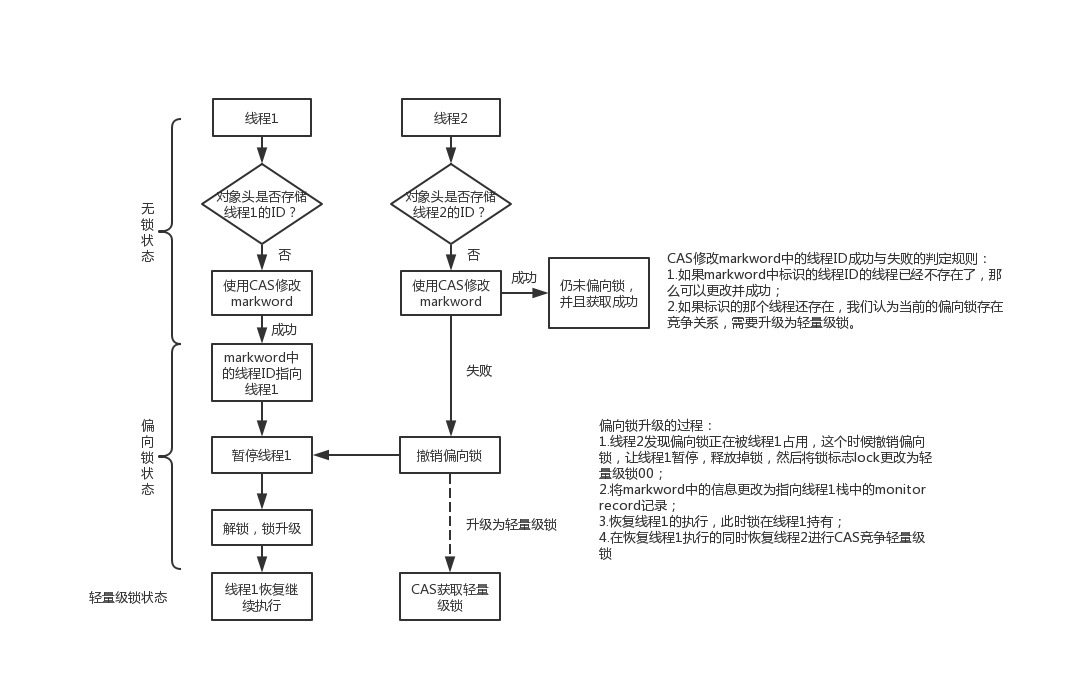 线程1
线程2
对象头是否存储
线程1的ID？
对象头是否存储
线程2的ID？
无
锁
状
态
否
否
使用CAS修改
markword
使用CAS修改
markword
成功
仍未偏向锁，
并且获取成功
CAS修改markword中的线程ID成功与失败的判定规则：
1.如果markword中标识的线程ID的线程已经不存在了，那
么可以更改并成功；
2.如果标识的那个线程还存在，我们认为当前的偏向锁存在
竞争关系，需要升级为轻量级锁。
成功
markword中
的线程ID指向
线程1
失败
偏
向
锁
状
态
暂停线程1
撤销偏向锁
偏向锁升级的过程：
1.线程2发现偏向锁正在被线程1占用，这个时候撤销偏向
锁，让线程1暂停，释放掉锁，然后将锁标志lock更改为轻
量级锁00；
2.将markword中的信息更改为指向线程1栈中的monitor
record记录；
3.恢复线程1的执行，此时锁在线程1持有；
4.在恢复线程1执行的同时恢复线程2进行CAS竞争轻量级
锁
解锁，锁升级
升级为轻量级锁
轻量级锁状态
线程1恢复继
续执行
CAS获取轻量
级锁